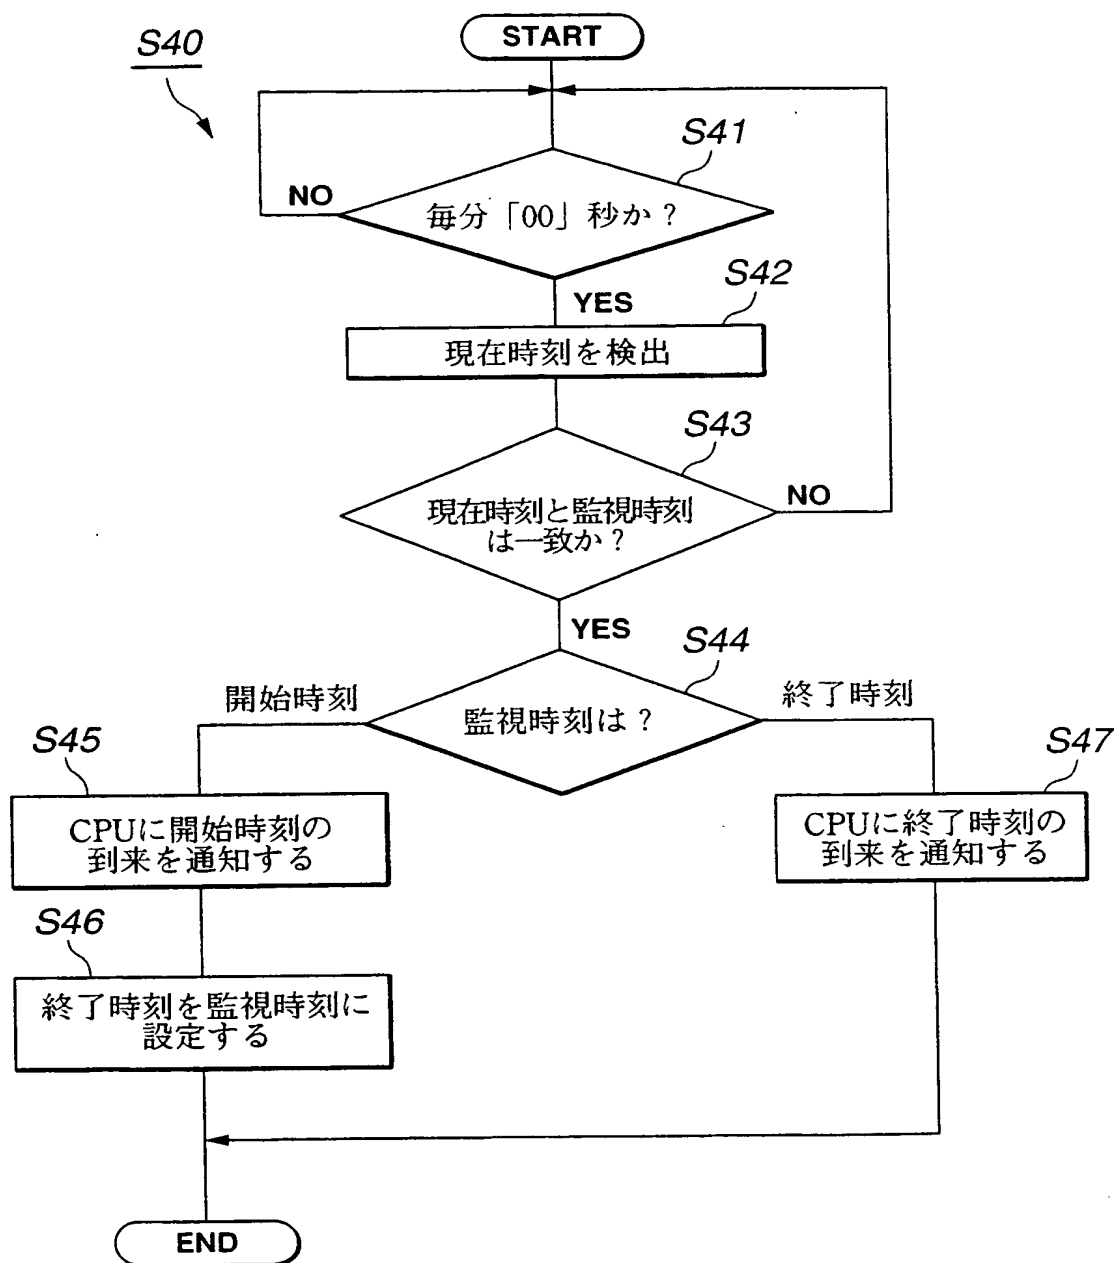 S40
START
S41
NO
毎分「00」秒か?
S42
YES
現在時刻を検出
S43
現在時刻と監視時刻
は一致か?
NO
YES
S44
開始時刻
監視時刻は?
終了時刻
S45
CPUに開始時刻の
到来を通知する
S47
CPUに終了時刻の
到来を通知する
S46
終了時刻を監視時刻に
設定する
END